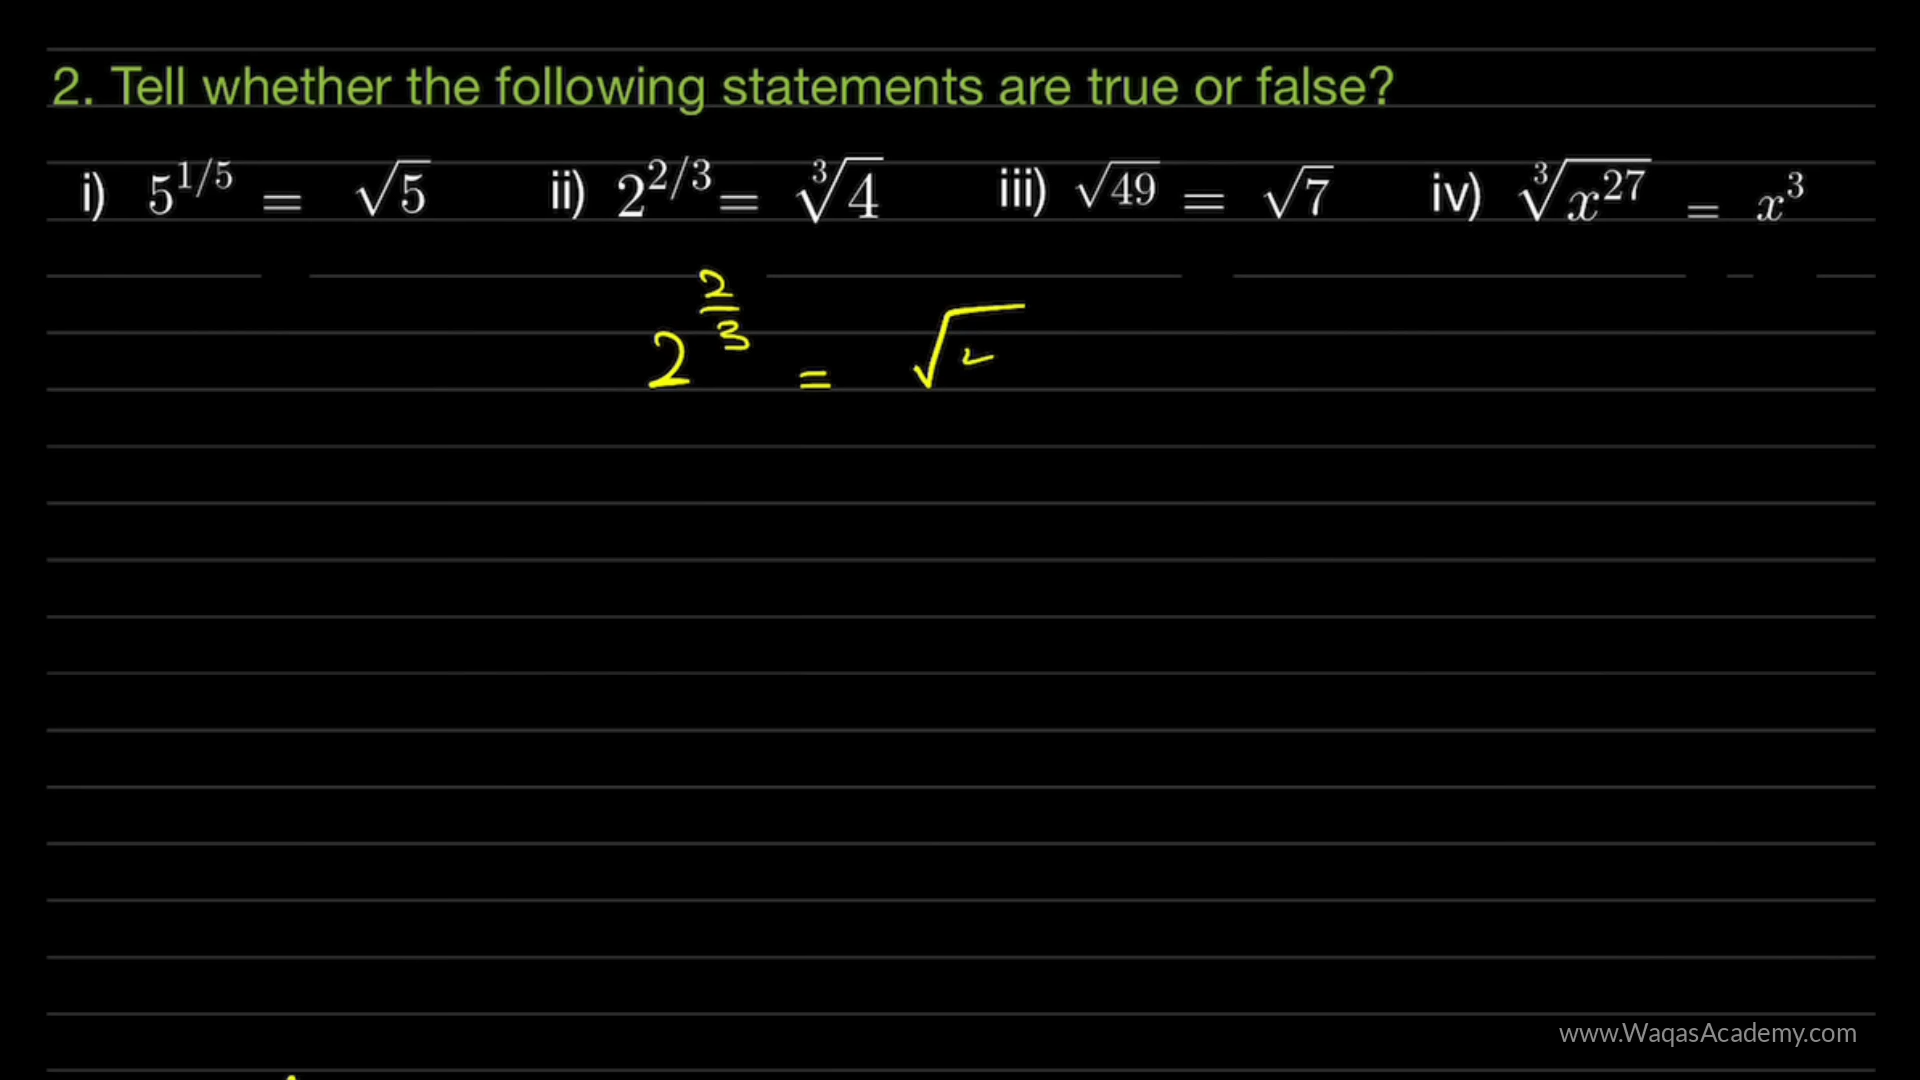 2. Tell whether the following statements are true or false?
i) 5^{1/5} = √5 ii) 2^{2/3} = ∛4 iii) √49 = √7 iv) ∛x^{27} = x^3
2^{2/3} = √
www.WaqasAcademy.com